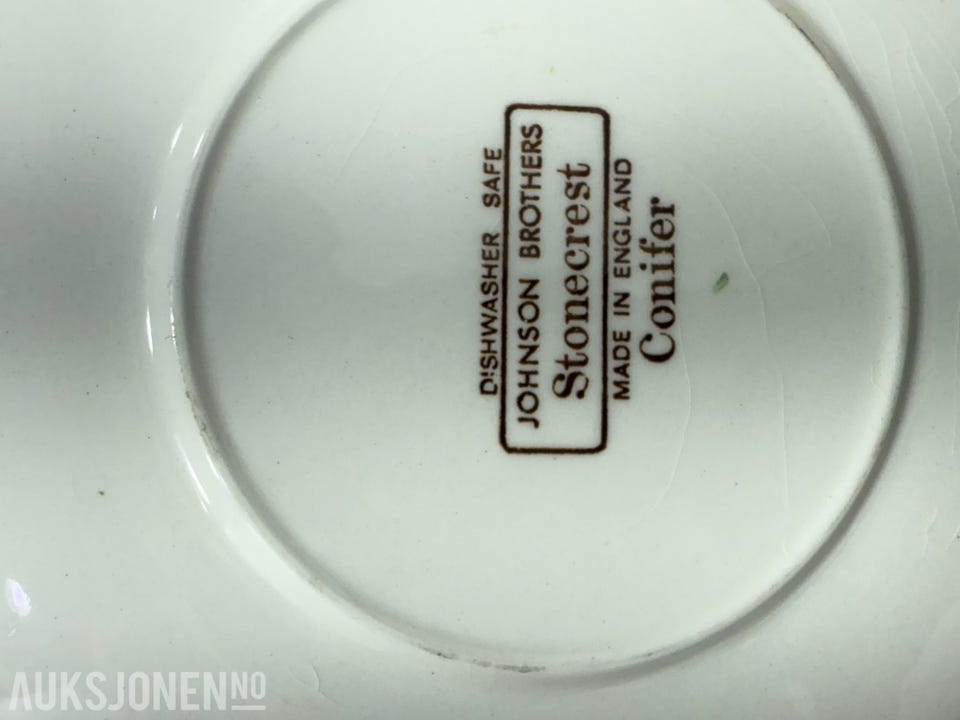 DISHWASHER SAFE
JOHNSON BROTHERS
Stonecrest
MADE IN ENGLAND
Conifer
AUKSJONEN.NO